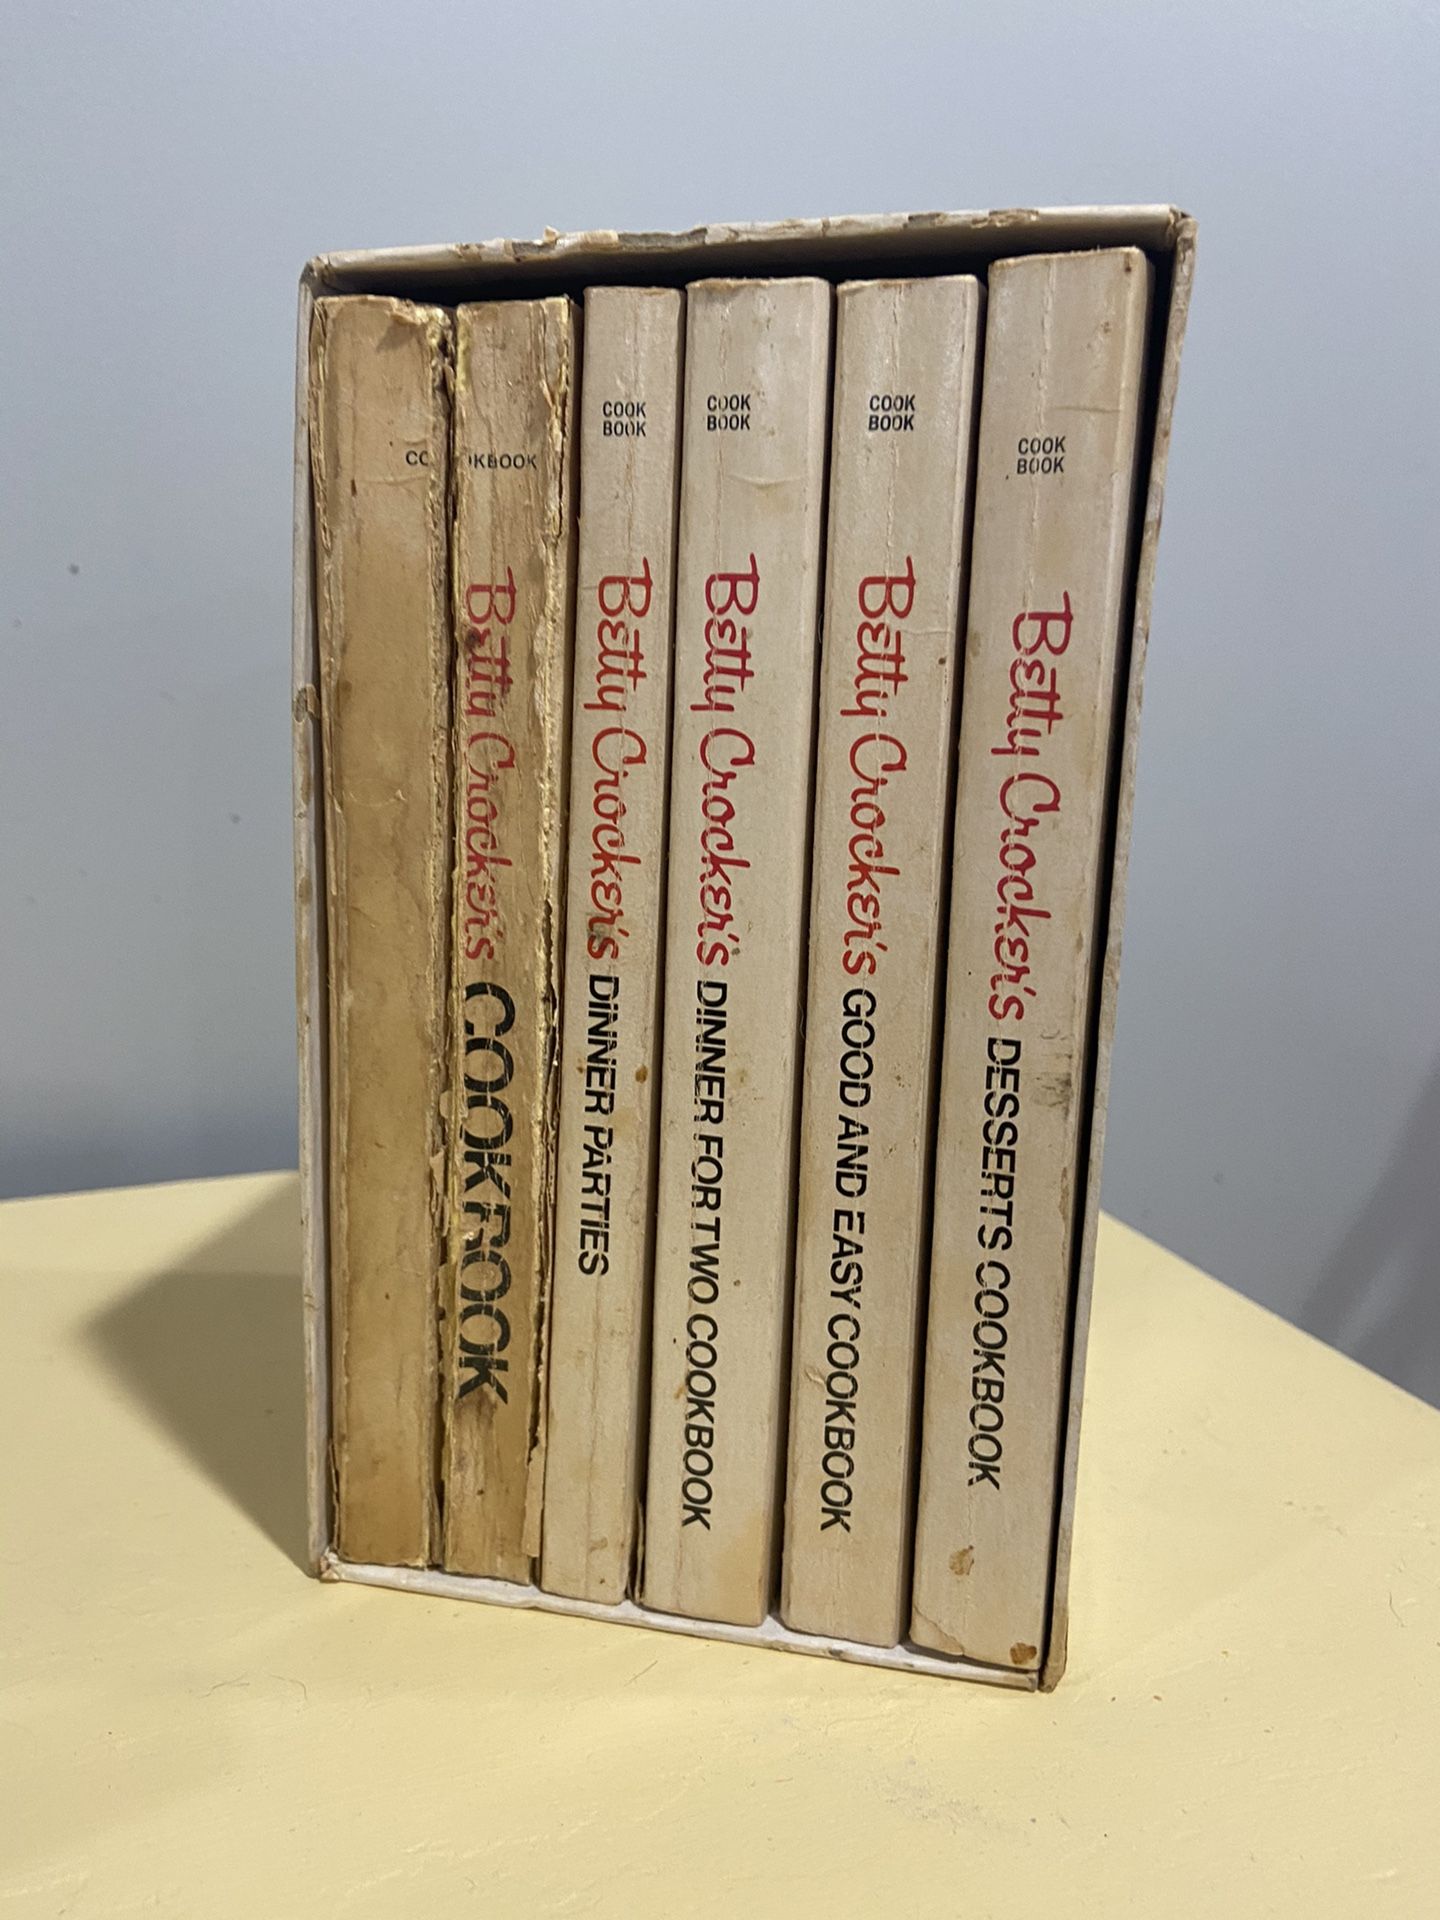 COOKBOOK
Betty Crocker's COOKBOOK
COOK
BOOK
Betty Crocker's DINNER PARTIES
COOK
BOOK
Betty Crocker's DINNER FOR TWO COOKBOOK
COOK
BOOK
Betty Crocker's GOOD AND EASY COOKBOOK
COOK
BOOK
Betty Crocker's DESSERTS COOKBOOK